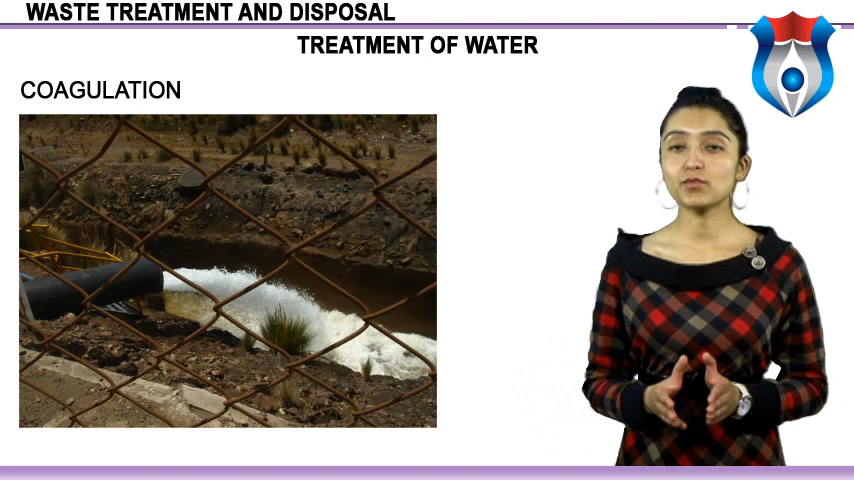 WASTE TREATMENT AND DISPOSAL
TREATMENT OF WATER
COAGULATION